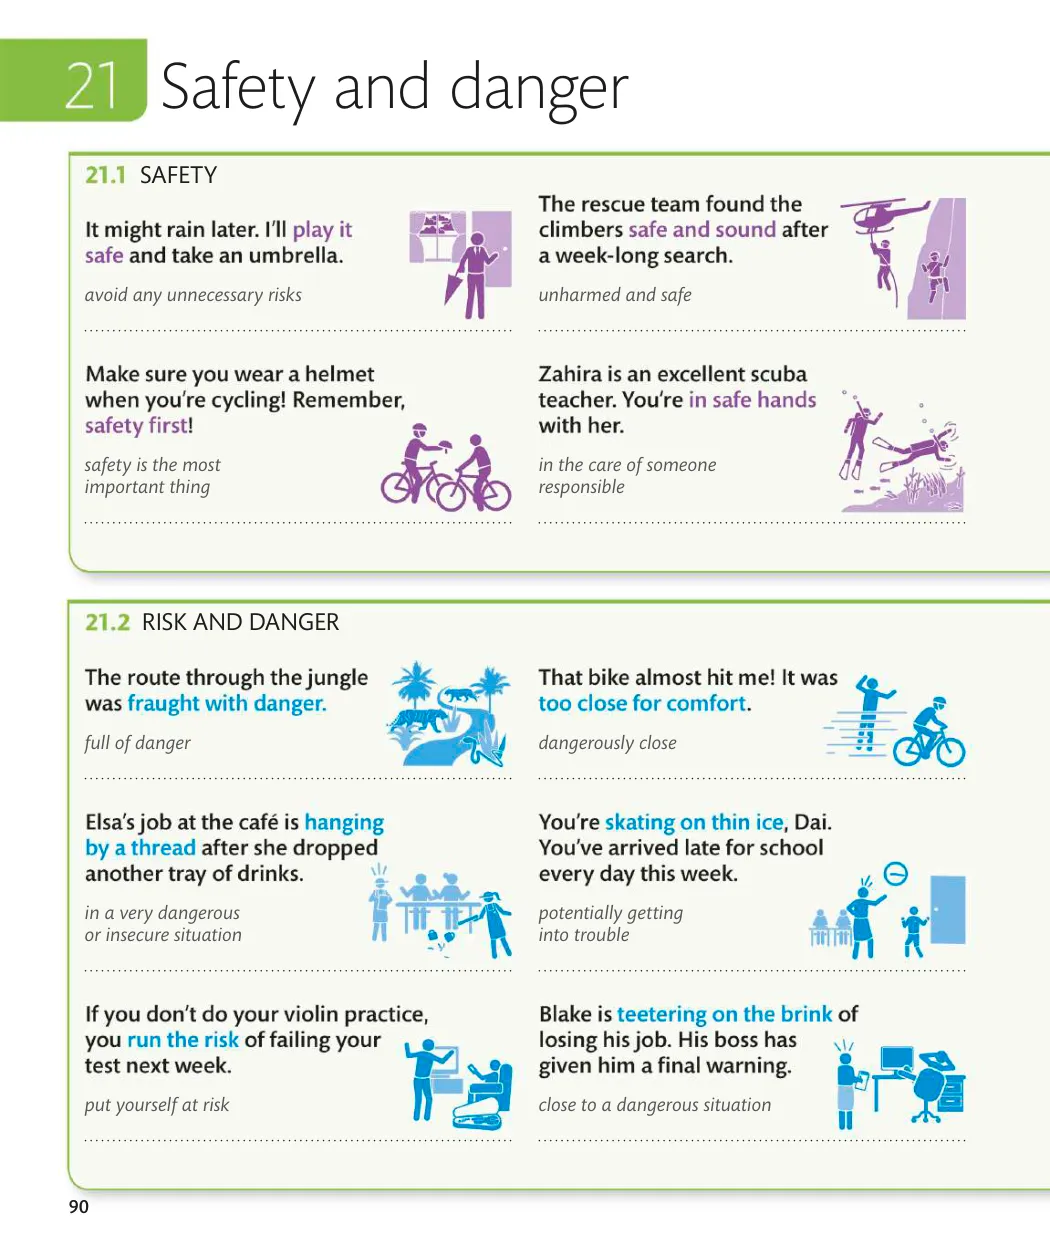 21 Safety and danger
21.1 SAFETY
It might rain later. I'll play it
safe and take an umbrella.
avoid any unnecessary risks
The rescue team found the
climbers safe and sound after
a week-long search.
unharmed and safe
Make sure you wear a helmet
when you're cycling! Remember,
safety first!
safety is the most
important thing
Zahira is an excellent scuba
teacher. You're in safe hands
with her.
in the care of someone
responsible
21.2 RISK AND DANGER
The route through the jungle
was fraught with danger.
full of danger
That bike almost hit me! It was
too close for comfort.
dangerously close
Elsa's job at the café is hanging
by a thread after she dropped
another tray of drinks.
in a very dangerous
or insecure situation
You're skating on thin ice, Dai.
You've arrived late for school
every day this week.
potentially getting
into trouble
If you don't do your violin practice,
you run the risk of failing your
test next week.
put yourself at risk
Blake is teetering on the brink of
losing his job. His boss has
given him a final warning.
close to a dangerous situation
90